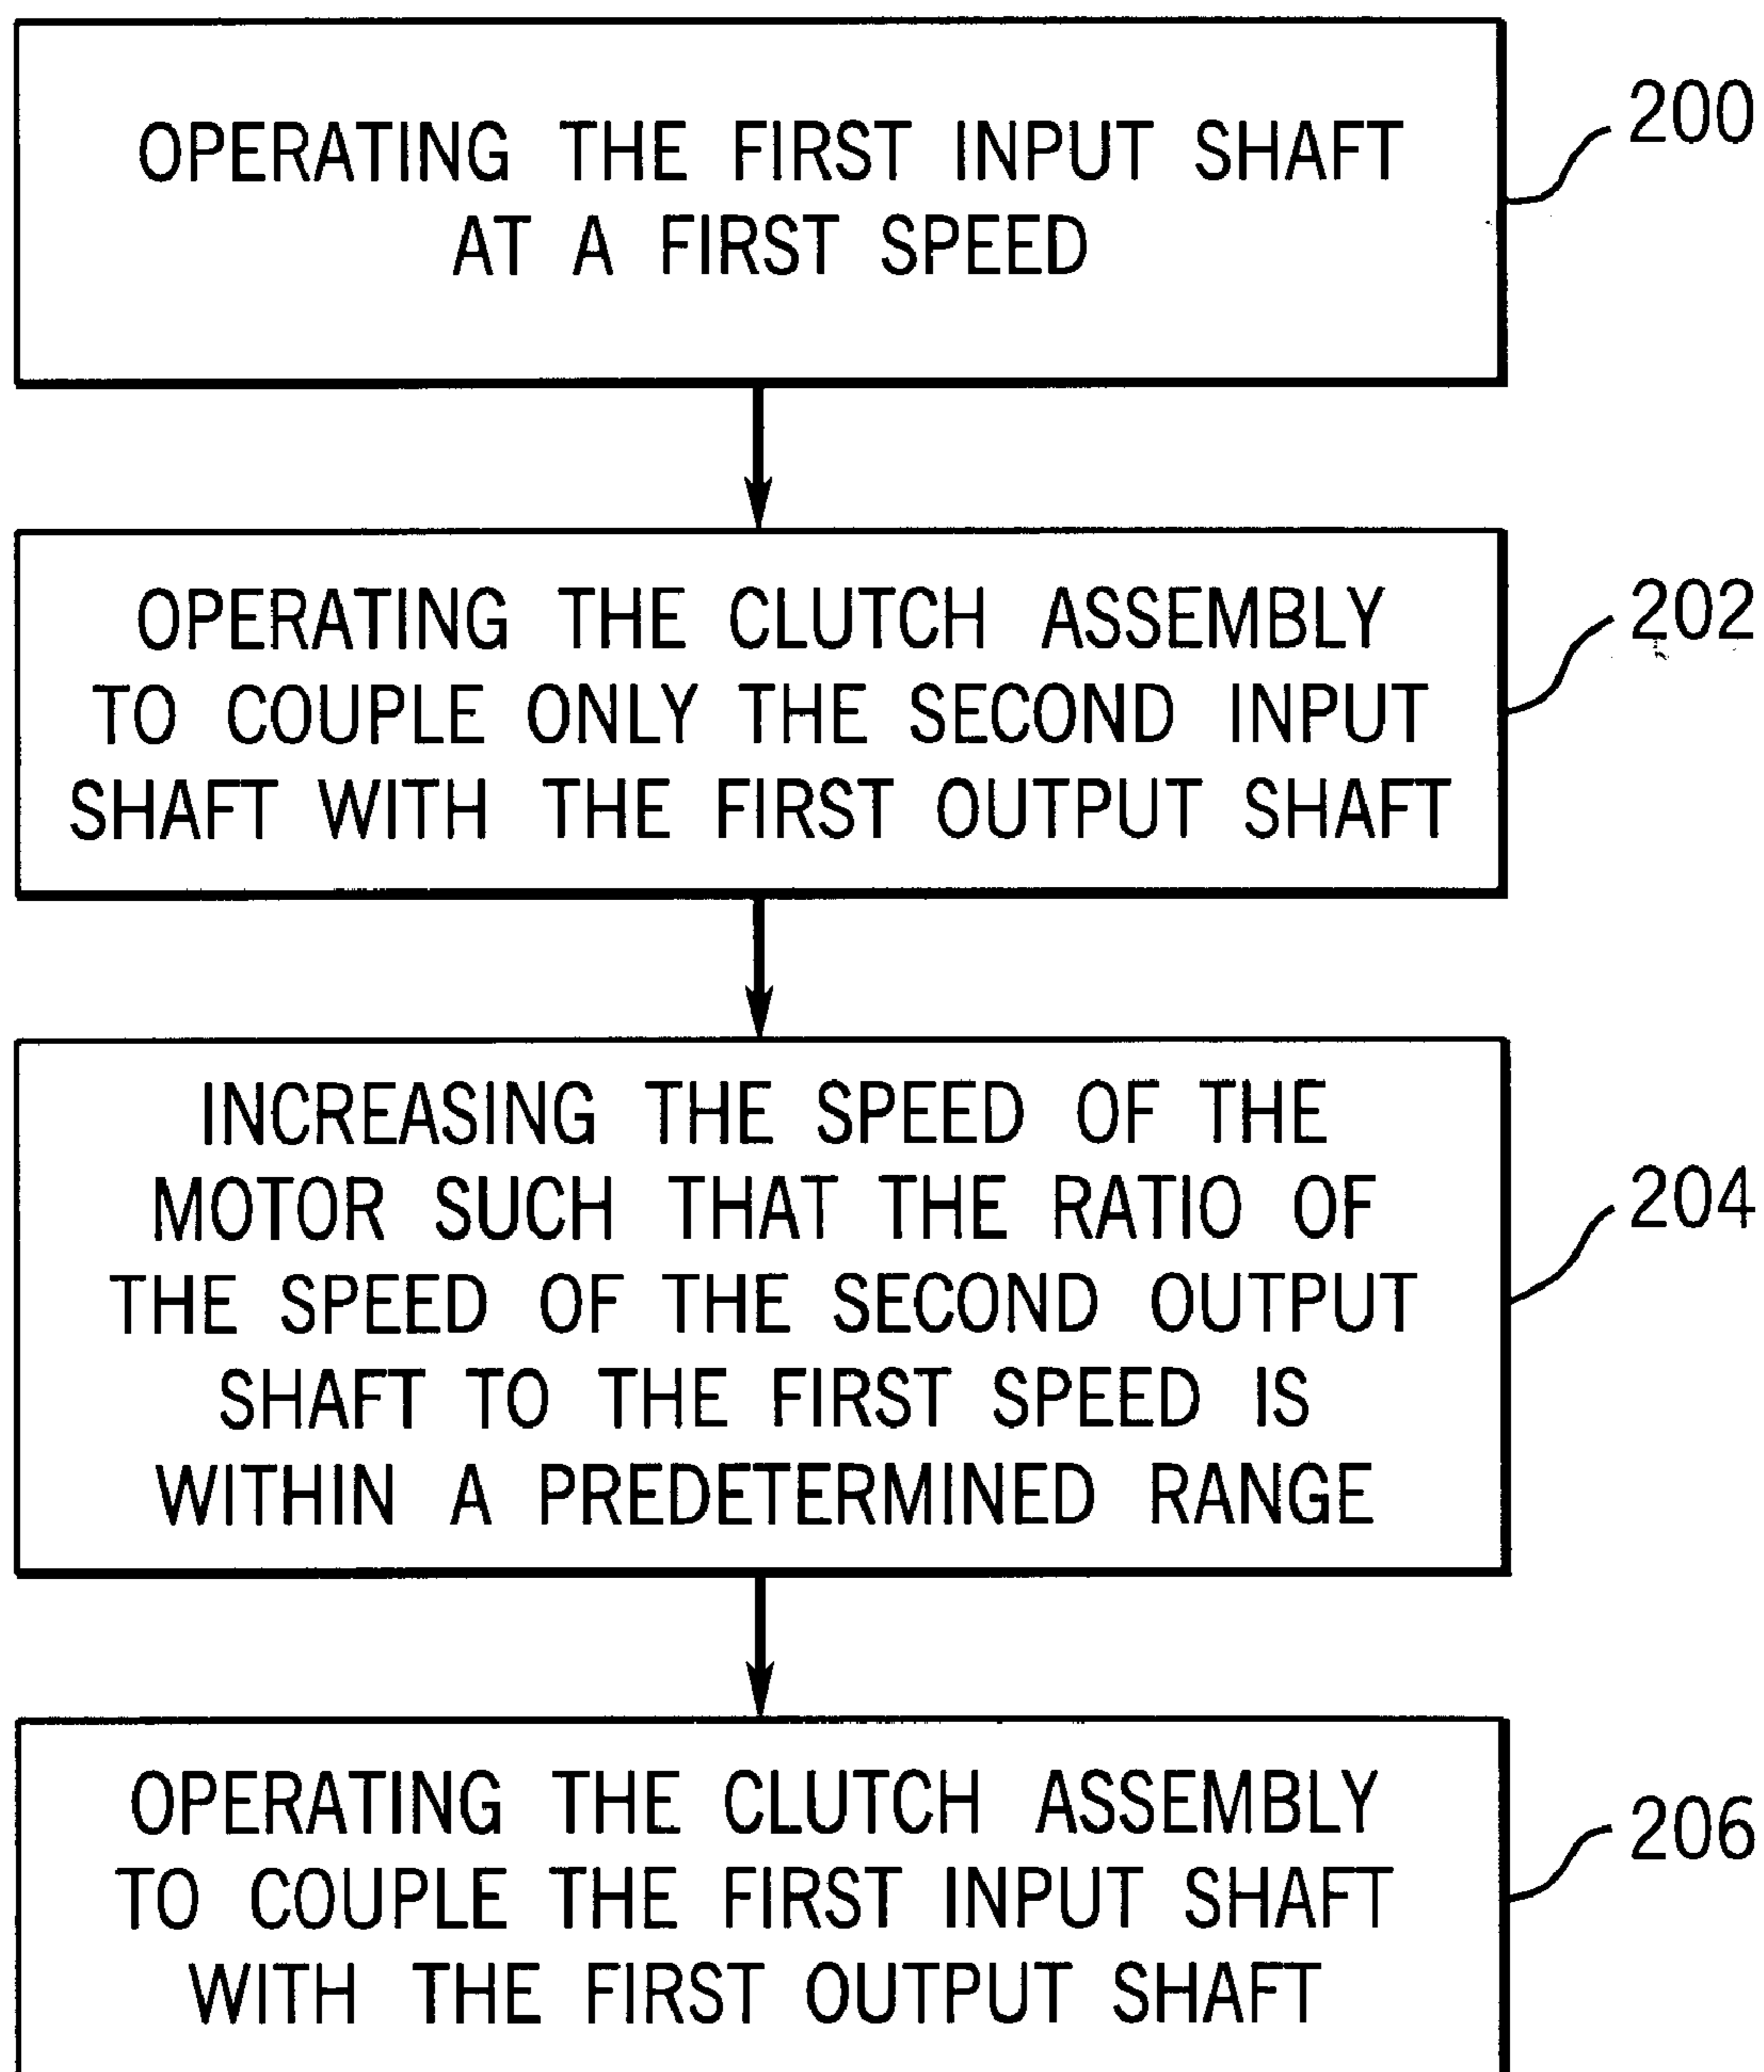 OPERATING THE FIRST INPUT SHAFT
AT A FIRST SPEED
200
OPERATING THE CLUTCH ASSEMBLY
TO COUPLE ONLY THE SECOND INPUT
SHAFT WITH THE FIRST OUTPUT SHAFT
202
INCREASING THE SPEED OF THE
MOTOR SUCH THAT THE RATIO OF
THE SPEED OF THE SECOND OUTPUT
SHAFT TO THE FIRST SPEED IS
WITHIN A PREDETERMINED RANGE
204
OPERATING THE CLUTCH ASSEMBLY
TO COUPLE THE FIRST INPUT SHAFT
WITH THE FIRST OUTPUT SHAFT
206